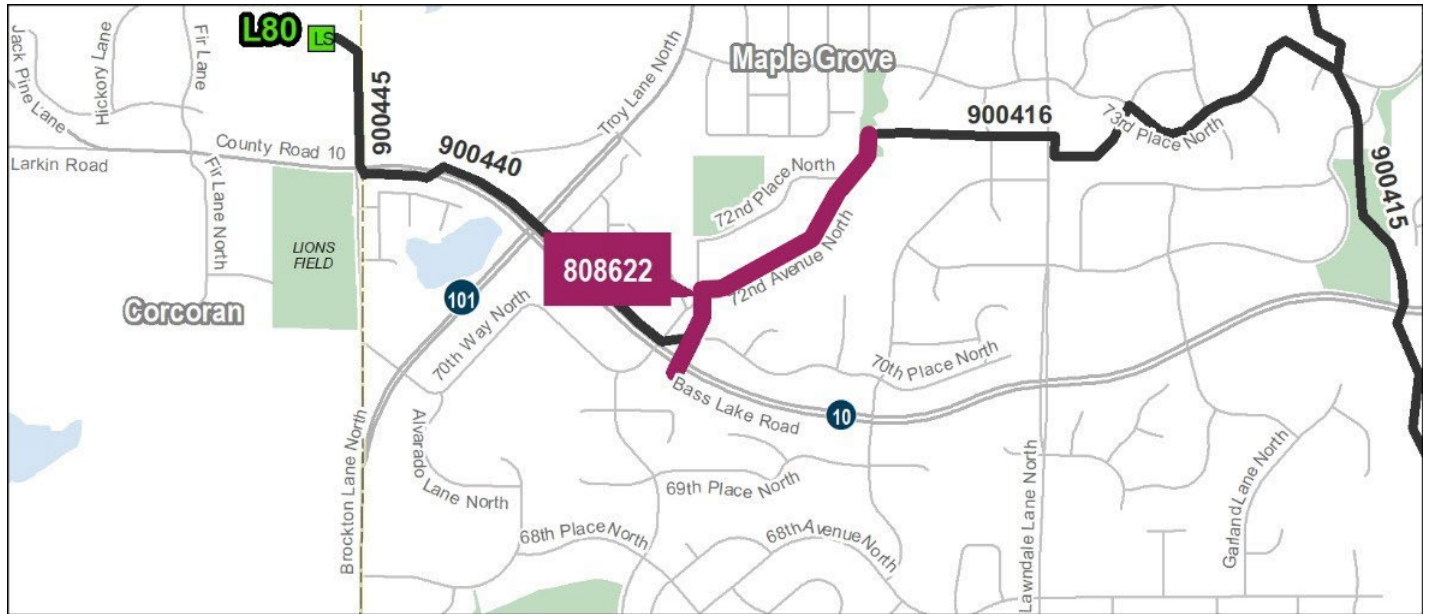 L80
LS
Jack Pine Lane
Hickory Lane
Fir Lane
900445
Troy Lane North
Maple Grove
900416
73rd Place North
County Road 10
900440
Larkin Road
Fir Lane North
72nd Place North
900415
LIONS
FIELD
808622
72nd Avenue North
101
Corcoran
70th Way North
70th Place North
Bass Lake Road
10
Brockton Lane North
Alvarado Lane North
69th Place North
68th Place North
68th Avenue North
Lawndale Lane North
Garland Lane North